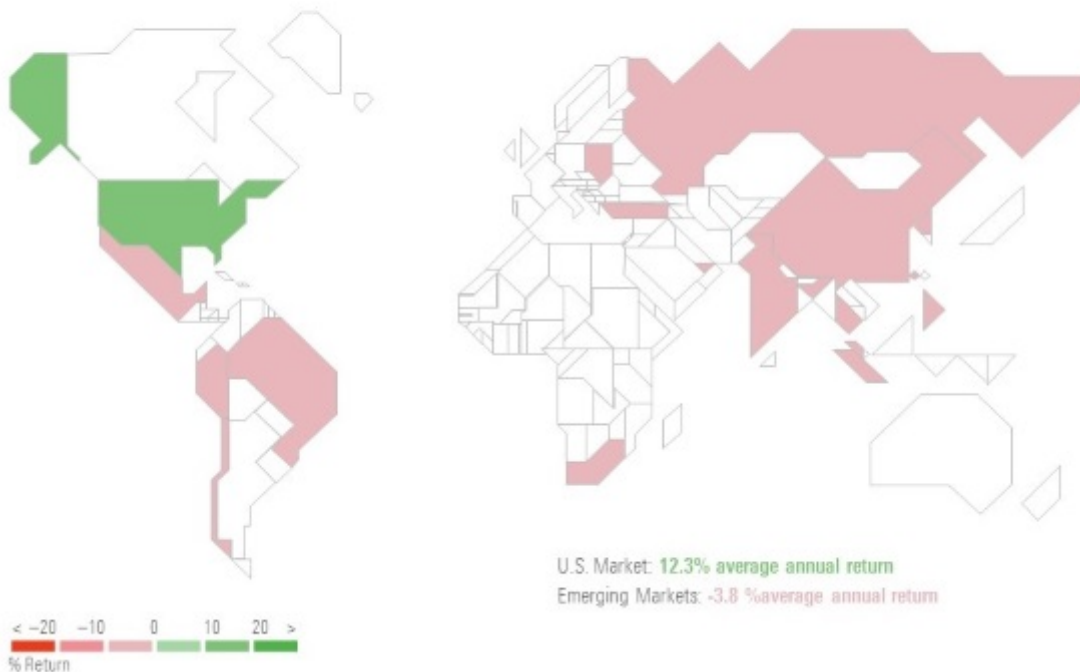 U.S. Market: 12.3% average annual return
Emerging Markets: -3.8 %average annual return
< –20 –10 0 10 20 >
% Return